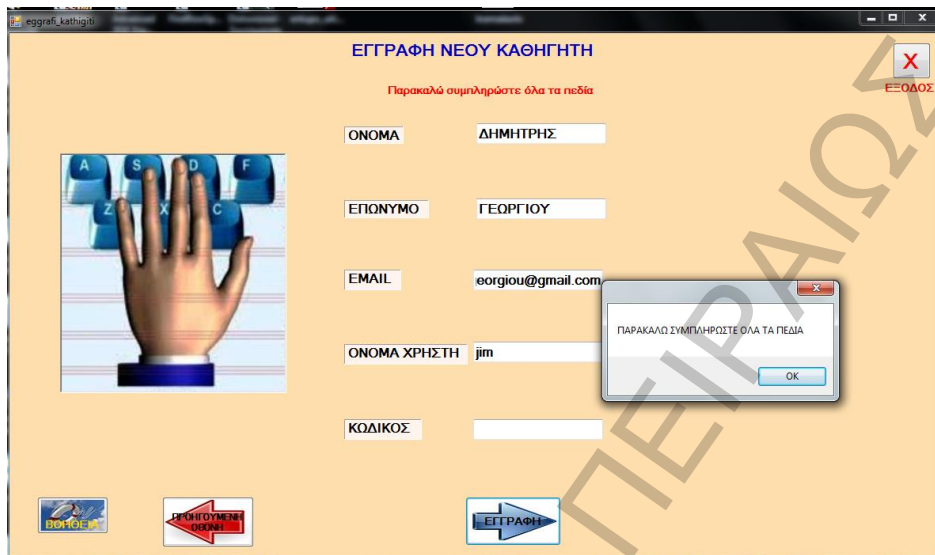 eggrafi_kathigiti
ΕΓΓΡΑΦΗ ΝΕΟΥ ΚΑΘΗΓΗΤΗ
X
ΕΞΟΔΟΣ
Παρακαλώ συμπληρώστε όλα τα πεδία
ΟΝΟΜΑ ΔΗΜΗΤΡΗΣ
A S D F
Z X C
ΕΠΩΝΥΜΟ ΓΕΩΡΓΙΟΥ
EMAIL eorgiou@gmail.com
ΠΑΡΑΚΑΛΩ ΣΥΜΠΛΗΡΩΣΤΕ ΟΛΑ ΤΑ ΠΕΔΙΑ
ΟΝΟΜΑ ΧΡΗΣΤΗ jim
OK
ΚΩΔΙΚΟΣ
ΒΟΗΘΕΙΑ
ΠΡΟΗΓΟΥΜΕΝΗ
ΟΘΟΝΗ
ΕΓΓΡΑΦΗ
ΠΕΙΡΑΙΩΣ